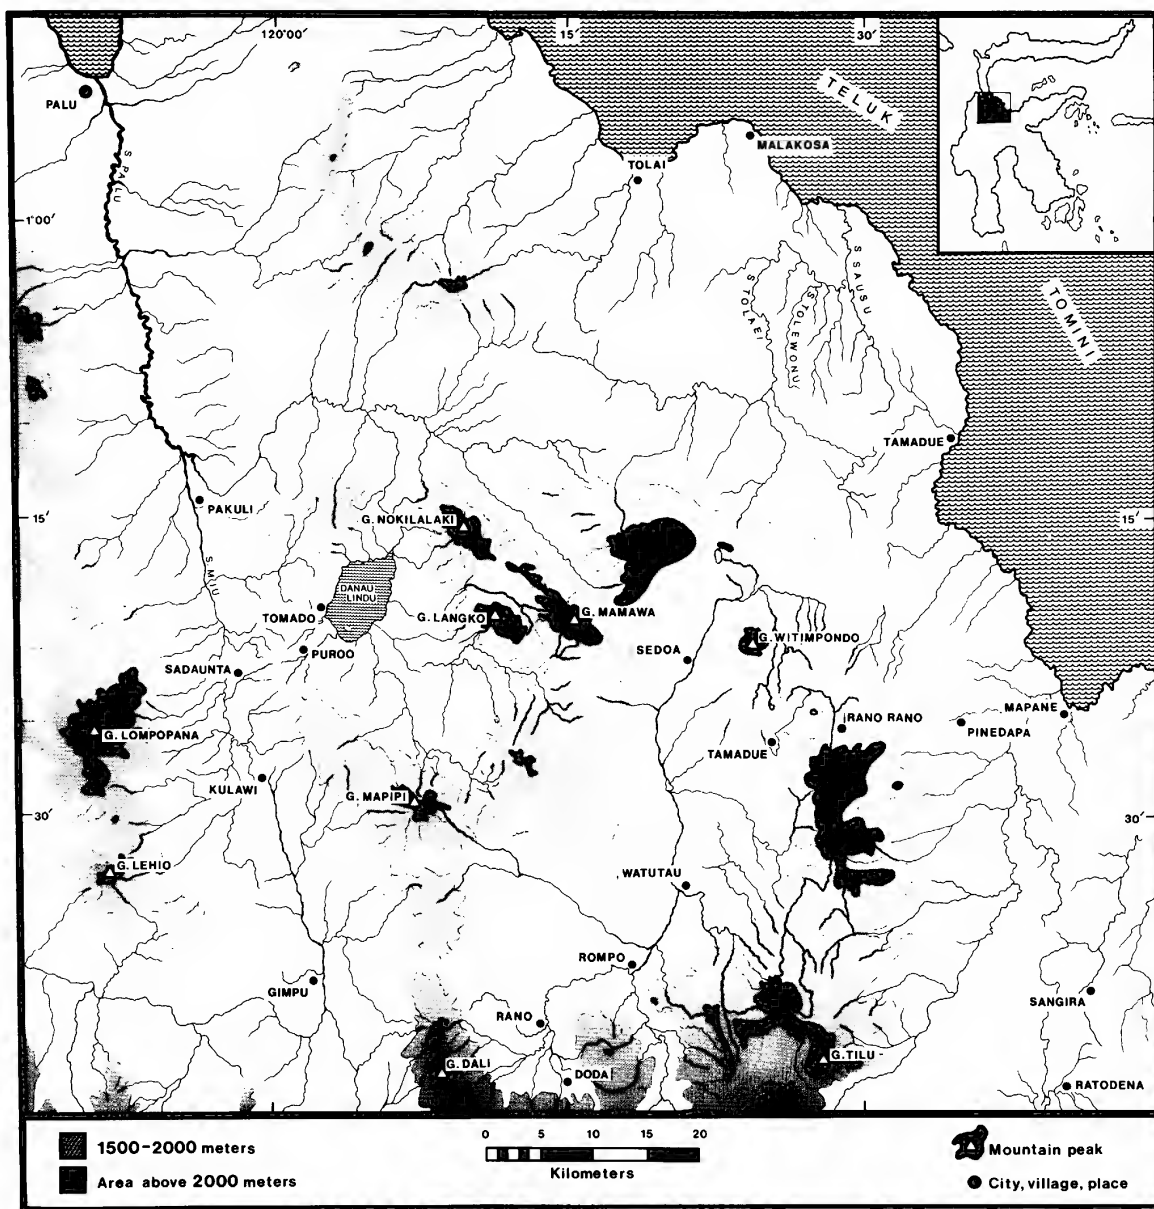 120°00′
15′
30′
TELUK
PALU
MALAKOSA
TOLAI
S PALU
1°00′
S SAUSU
S TOLAEI
S TOLEWONU
TOMINI
TAMADUE
PAKULI
G. NOKILALAKI
15′
15′
S. MIU
DANAU
LINDU
TOMADO
G. LANGKO
G. MAMAWA
G. WITIMPONDO
PUROO
SEDOA
SADAUNTA
MAPANE
RANO RANO
PINEDAPA
G. LOMPOPANA
TAMADUE
KULAWI
G. MAPIPI
30′
30′
G. LEHIO
WATUTAU
ROMPO
GIMPU
SANGIRA
RANO
G. TILU
G. DALI
DODA
RATODENA
1500–2000 meters
0 5 10 15 20
Kilometers
Mountain peak
Area above 2000 meters
City, village, place